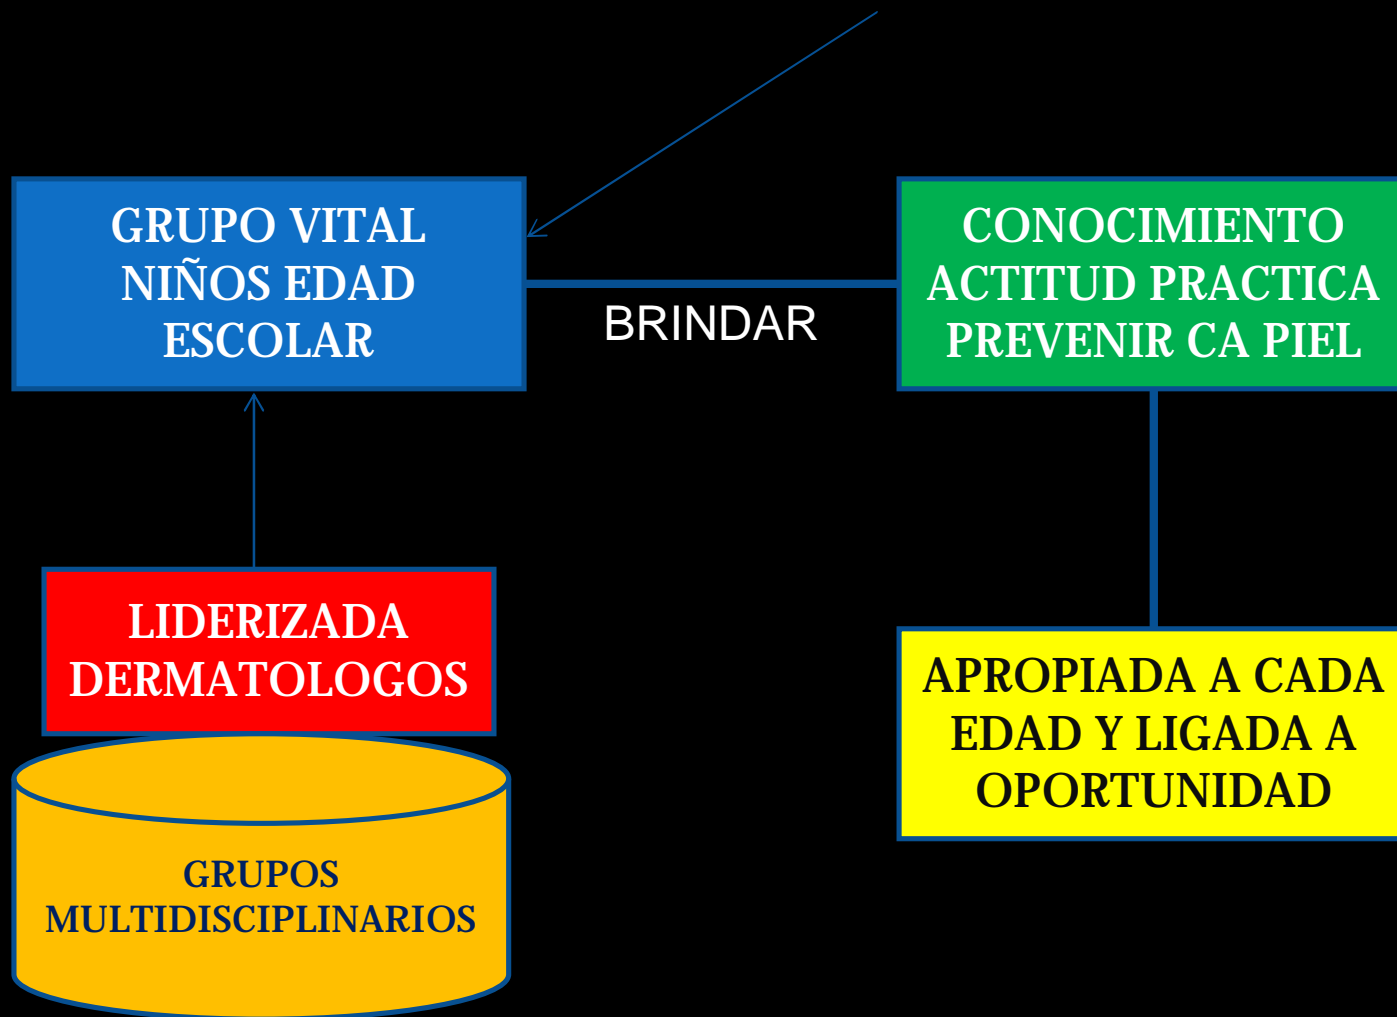 GRUPO VITAL
NIÑOS EDAD
ESCOLAR
BRINDAR
CONOCIMIENTO
ACTITUD PRACTICA
PREVENIR CA PIEL
LIDERIZADA
DERMATOLOGOS
GRUPOS
MULTIDISCIPLINARIOS
APROPIADA A CADA
EDAD Y LIGADA A
OPORTUNIDAD